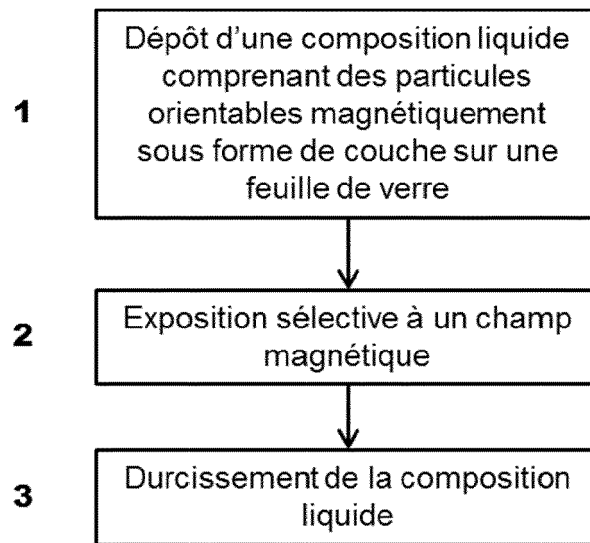 1
Dépôt d'une composition liquide
comprenant des particules
orientables magnétiquement
sous forme de couche sur une
feuille de verre
2
Exposition sélective à un champ
magnétique
3
Durcissement de la composition
liquide